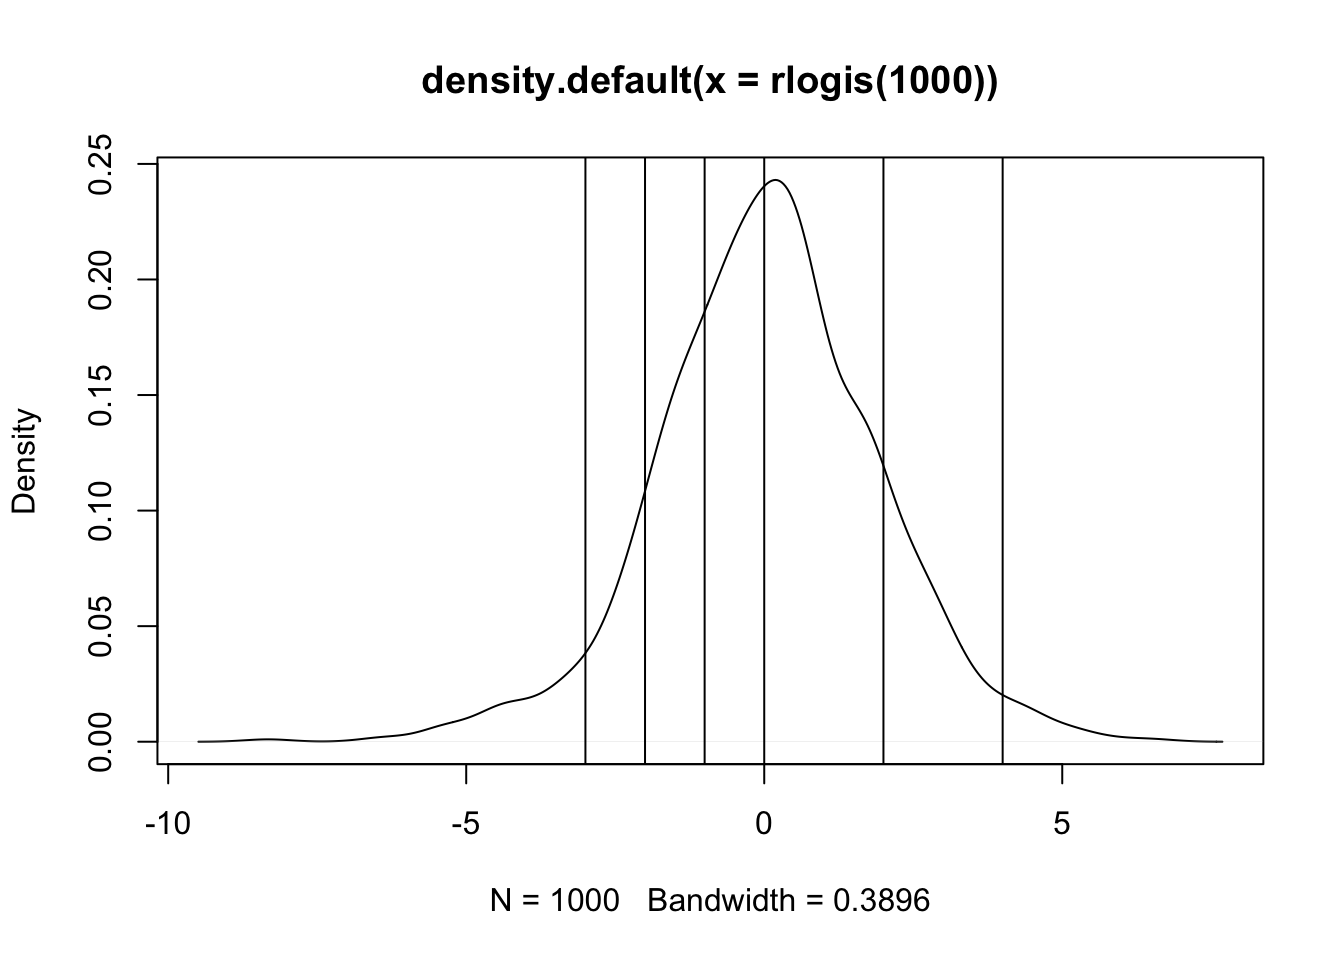 density.default(x = rlogis(1000))
Density
0.25
0.20
0.15
0.10
0.05
0.00
-10 -5 0 5
N = 1000 Bandwidth = 0.3896